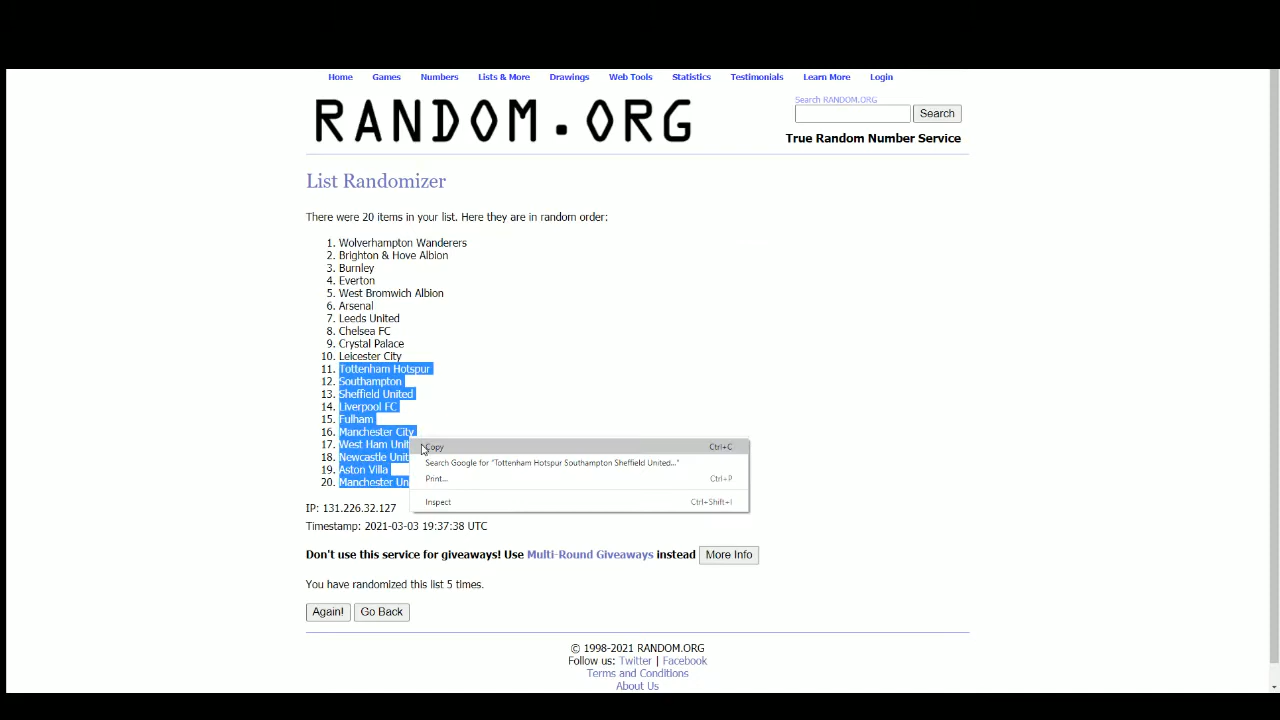 Home Games Numbers Lists & More Drawings Web Tools Statistics Testimonials Learn More Login
RANDOM.ORG
Search RANDOM.ORG
Search
True Random Number Service
List Randomizer
There were 20 items in your list. Here they are in random order:
1. Wolverhampton Wanderers
2. Brighton & Hove Albion
3. Burnley
4. Everton
5. West Bromwich Albion
6. Arsenal
7. Leeds United
8. Chelsea FC
9. Crystal Palace
10. Leicester City
11. Tottenham Hotspur
12. Southampton
13. Sheffield United
14. Liverpool FC
15. Fulham
16. Manchester City
17. West Ham Unit
18. Newcastle Unit
19. Aston Villa
20. Manchester Un
Copy Ctrl+C
Search Google for "Tottenham Hotspur Southampton Sheffield United..."
Print... Ctrl+P
Inspect Ctrl+Shift+I
IP: 131.226.32.127
Timestamp: 2021-03-03 19:37:38 UTC
Don't use this service for giveaways! Use Multi-Round Giveaways instead More Info
You have randomized this list 5 times.
Again! Go Back
© 1998-2021 RANDOM.ORG
Follow us: Twitter | Facebook
Terms and Conditions
About Us